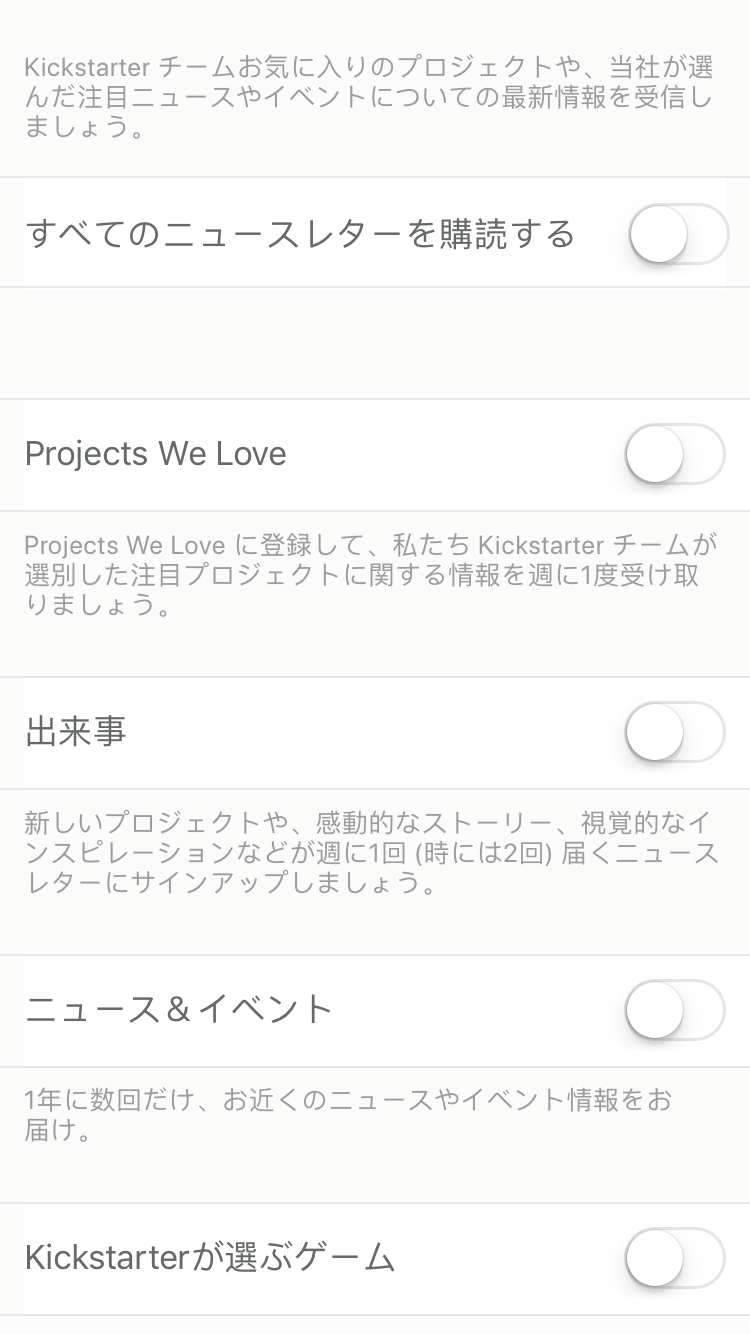 Kickstarter チームお気に入りのプロジェクトや、当社が選
んだ注目ニュースやイベントについての最新情報を受信し
ましょう。
すべてのニュースレターを購読する
Projects We Love
Projects We Love に登録して、私たち Kickstarter チームが
選別した注目プロジェクトに関する情報を週に1度受け取
りましょう。
出来事
新しいプロジェクトや、感動的なストーリー、視覚的なイ
ンスピレーションなどが週に1回 (時には2回) 届くニュース
レターにサインアップしましょう。
ニュース＆イベント
1年に数回だけ、お近くのニュースやイベント情報をお
届け。
Kickstarterが選ぶゲーム